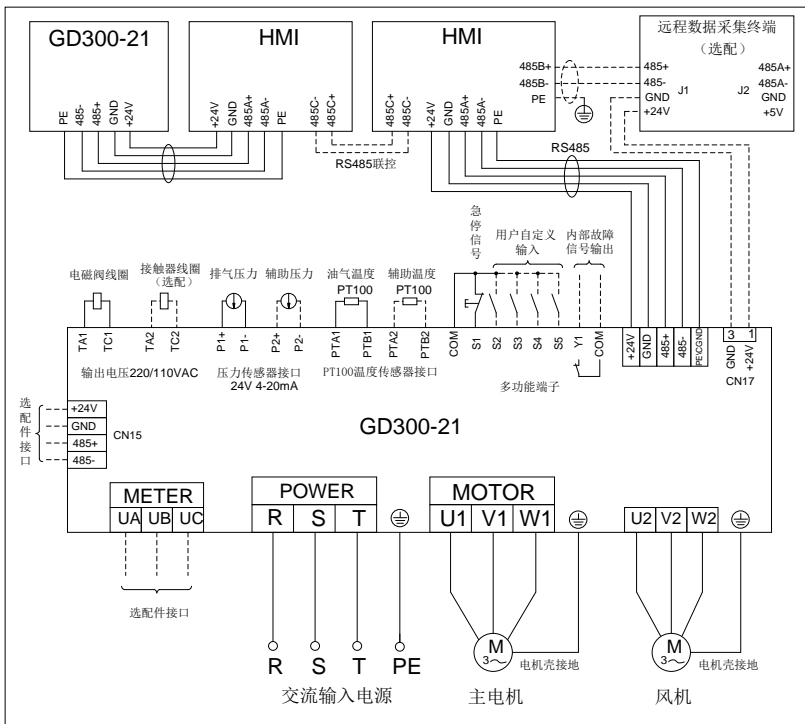 GD300-21
HMI
HMI
远程数据采集终端
（选配）
485B+
485B-
PE
485+
485-
GND
+24V
J1
J2
485A+
485A-
GND
+5V
PE
485-
485+
GND
+24V
+24V
GND
485A+
485A-
PE
485C-
485C+
485C+
485C-
+24V
GND
485A+
485A-
PE
RS485联控
RS485
急停信号
用户自定义
输入
内部故障
信号输出
电磁阀线圈
接触器线圈
（选配）
排气压力
辅助压力
油气温度
PT100
辅助温度
PT100
TA1
TC1
TA2
TC2
P1+
P1-
P2+
P2-
PTA1
PTB1
PTA2
PTB2
COM
S1
S2
S3
S4
S5
Y1
COM
+24V
GND
485+
485-
PE\CGND
3
1
GND
+24V
CN17
输出电压220/110VAC
压力传感器接口
24V 4-20mA
PT100温度传感器接口
多功能端子
选配件接口
+24V
GND
485+
485-
CN15
GD300-21
METER
UA
UB
UC
POWER
R
S
T
MOTOR
U1
V1
W1
U2
V2
W2
选配件接口
M
3～
电机壳接地
M
3～
电机壳接地
R
S
T
PE
交流输入电源
主电机
风机